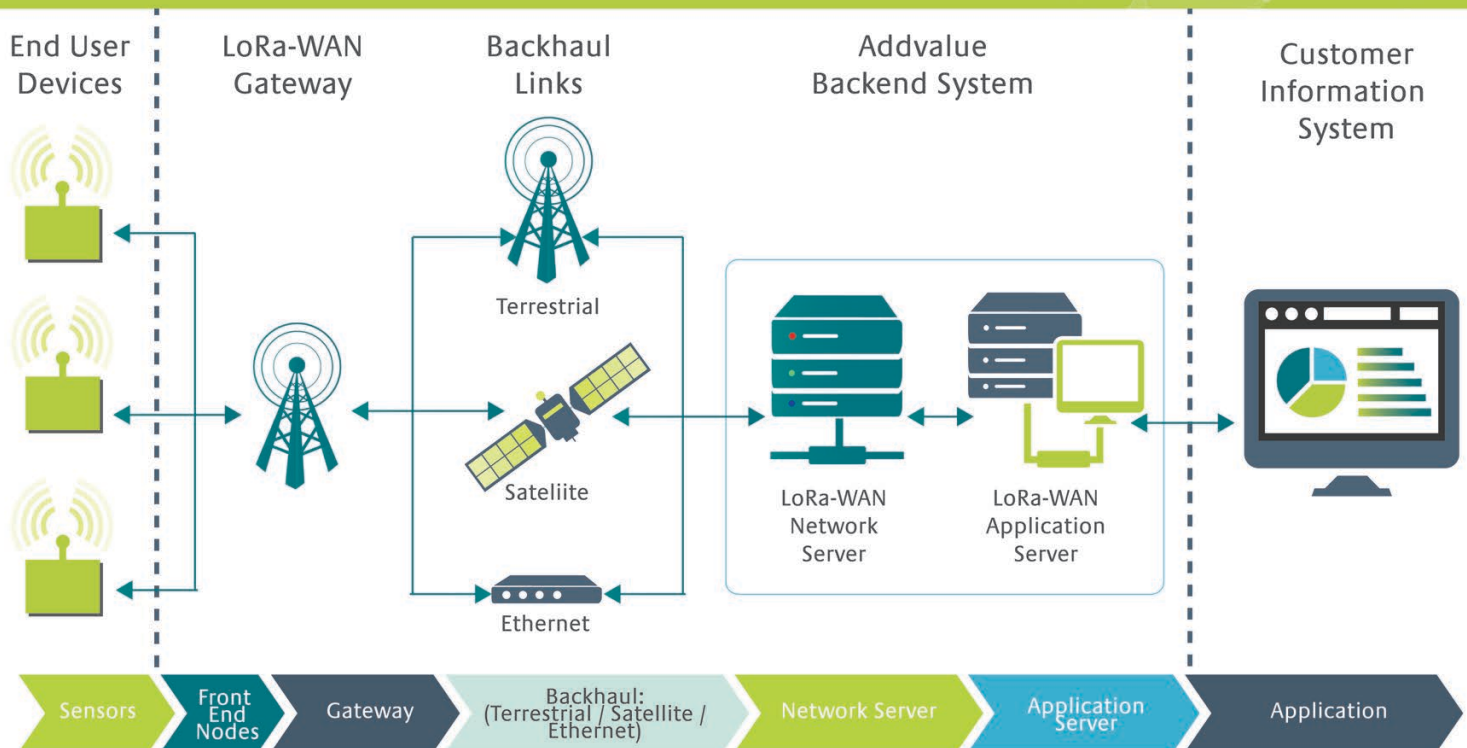 End User
Devices
LoRa-WAN
Gateway
Backhaul
Links
Addvalue
Backend System
Customer
Information
System
Terrestrial
Sateliite
Ethernet
LoRa-WAN
Network
Server
LoRa-WAN
Application
Server
Sensors
Front
End
Nodes
Gateway
Backhaul:
(Terrestrial / Satellite /
Ethernet)
Network Server
Application
Server
Application